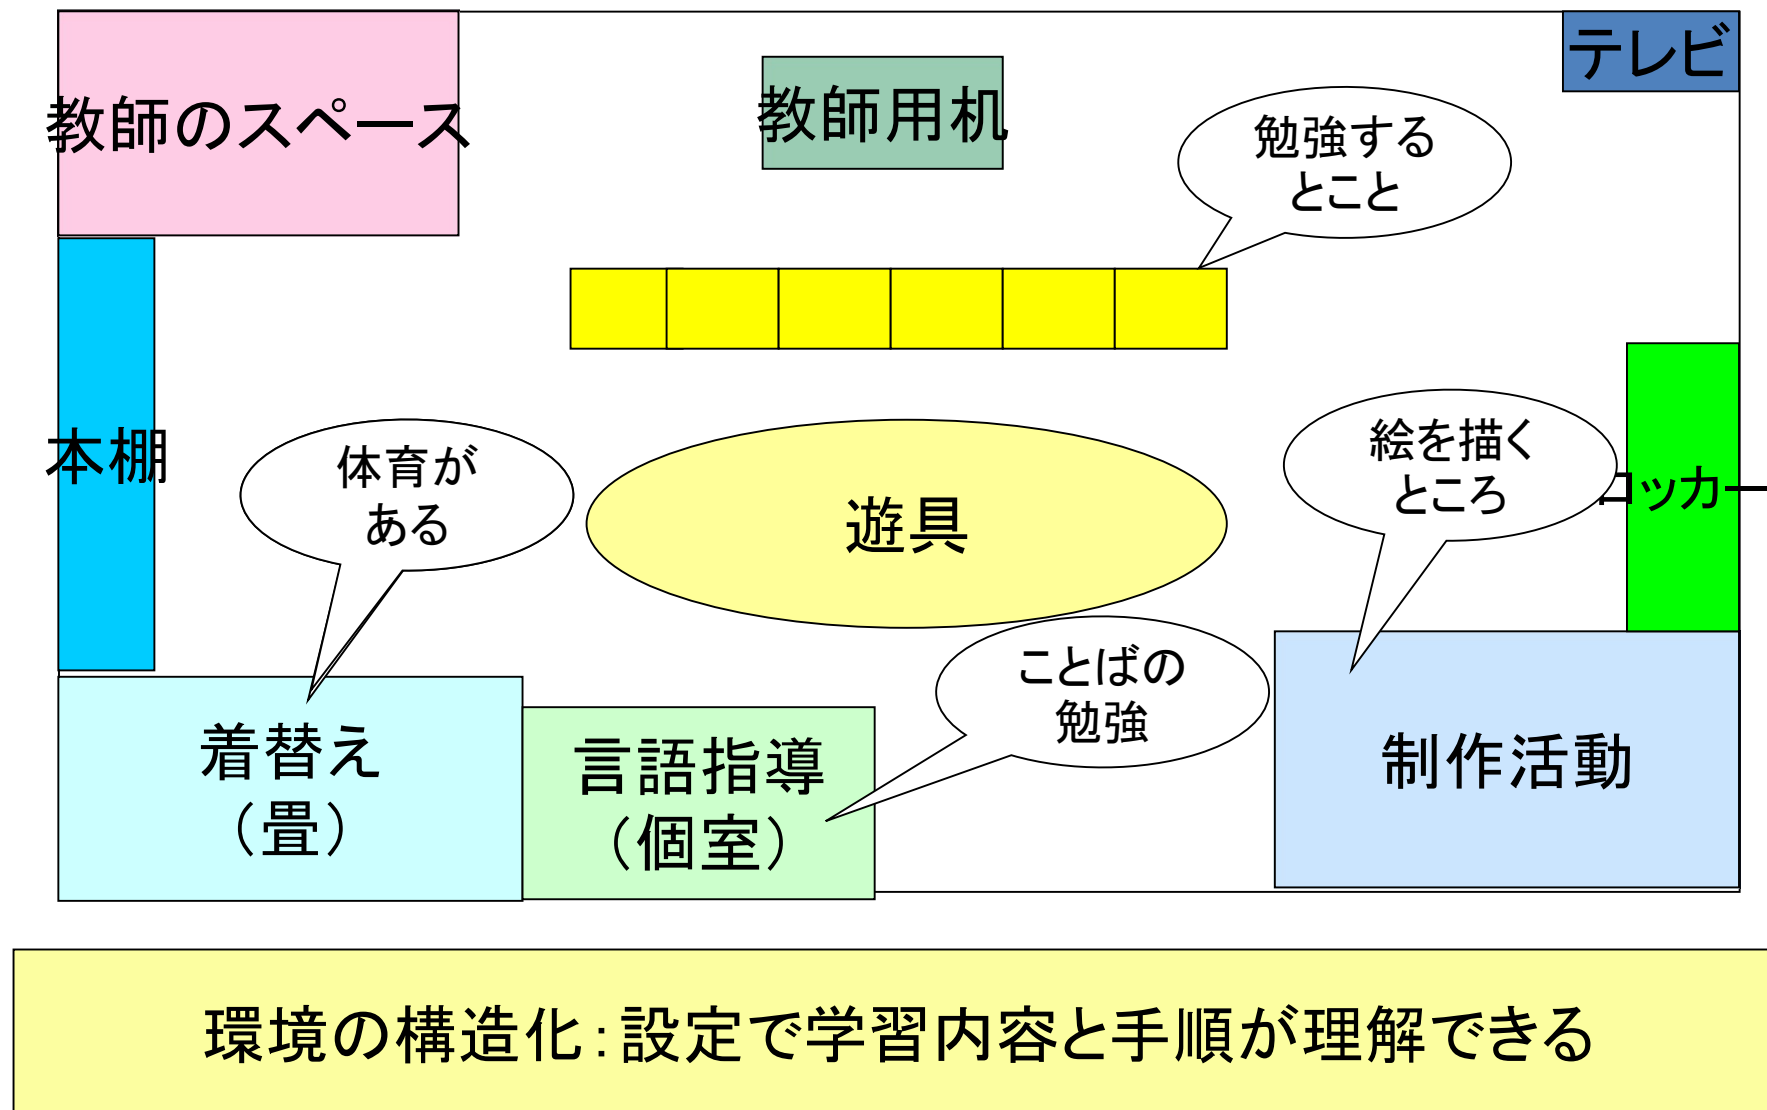 教師のスペース
教師用机
テレビ
勉強する
とこと
本棚
体育が
ある
遊具
絵を描く
ところ
ロッカー
ことばの
勉強
着替え
（畳）
言語指導
（個室）
制作活動
環境の構造化：設定で学習内容と手順が理解できる